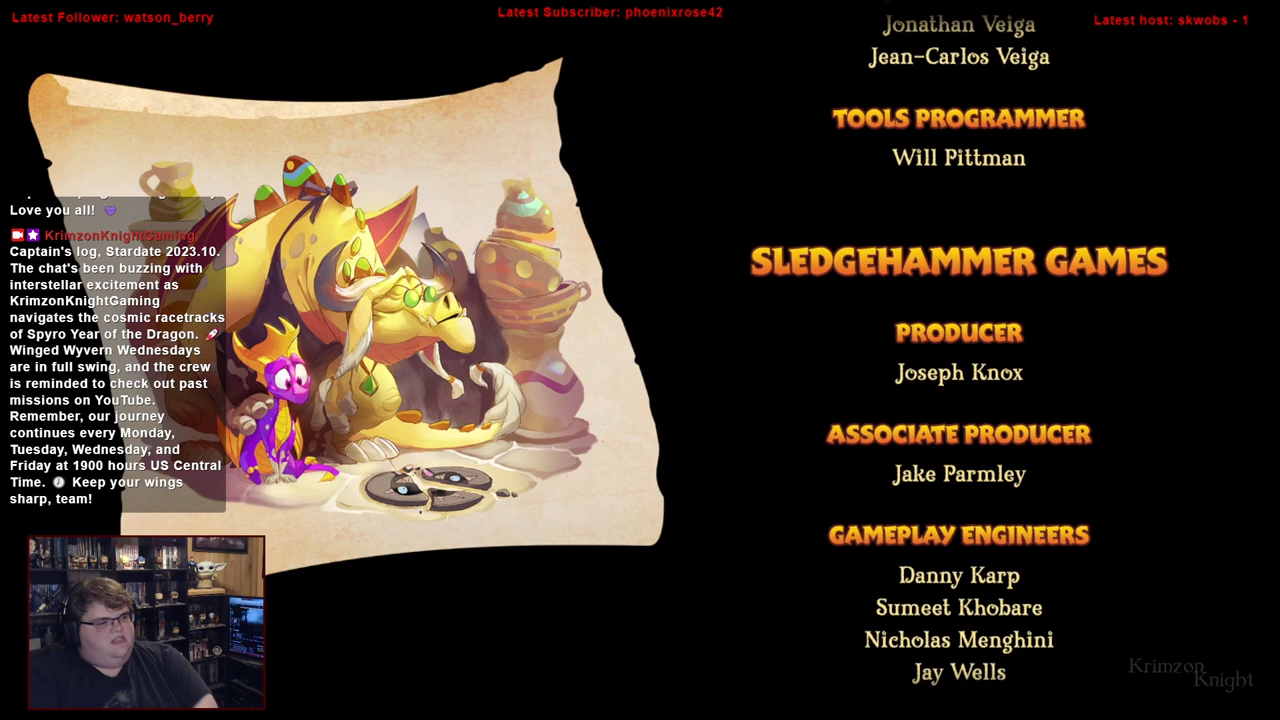 Latest Follower: watson_berry
Latest Subscriber: phoenixrose42
Latest host: skwobs - 1
Love you all!
KrimzonKnightGaming:
Captain's log, Stardate 2023.10.
The chat's been buzzing with
interstellar excitement as
KrimzonKnightGaming
navigates the cosmic racetracks
of Spyro Year of the Dragon. 🚀
Winged Wyvern Wednesdays
are in full swing, and the crew
is reminded to check out past
missions on YouTube.
Remember, our journey
continues every Monday,
Tuesday, Wednesday, and
Friday at 1900 hours US Central
Time. 🕖 Keep your wings
sharp, team!
Jonathan Veiga
Jean-Carlos Veiga
TOOLS PROGRAMMER
Will Pittman
SLEDGEHAMMER GAMES
PRODUCER
Joseph Knox
ASSOCIATE PRODUCER
Jake Parmley
GAMEPLAY ENGINEERS
Danny Karp
Sumeet Khobare
Nicholas Menghini
Jay Wells
Krimzon
Knight